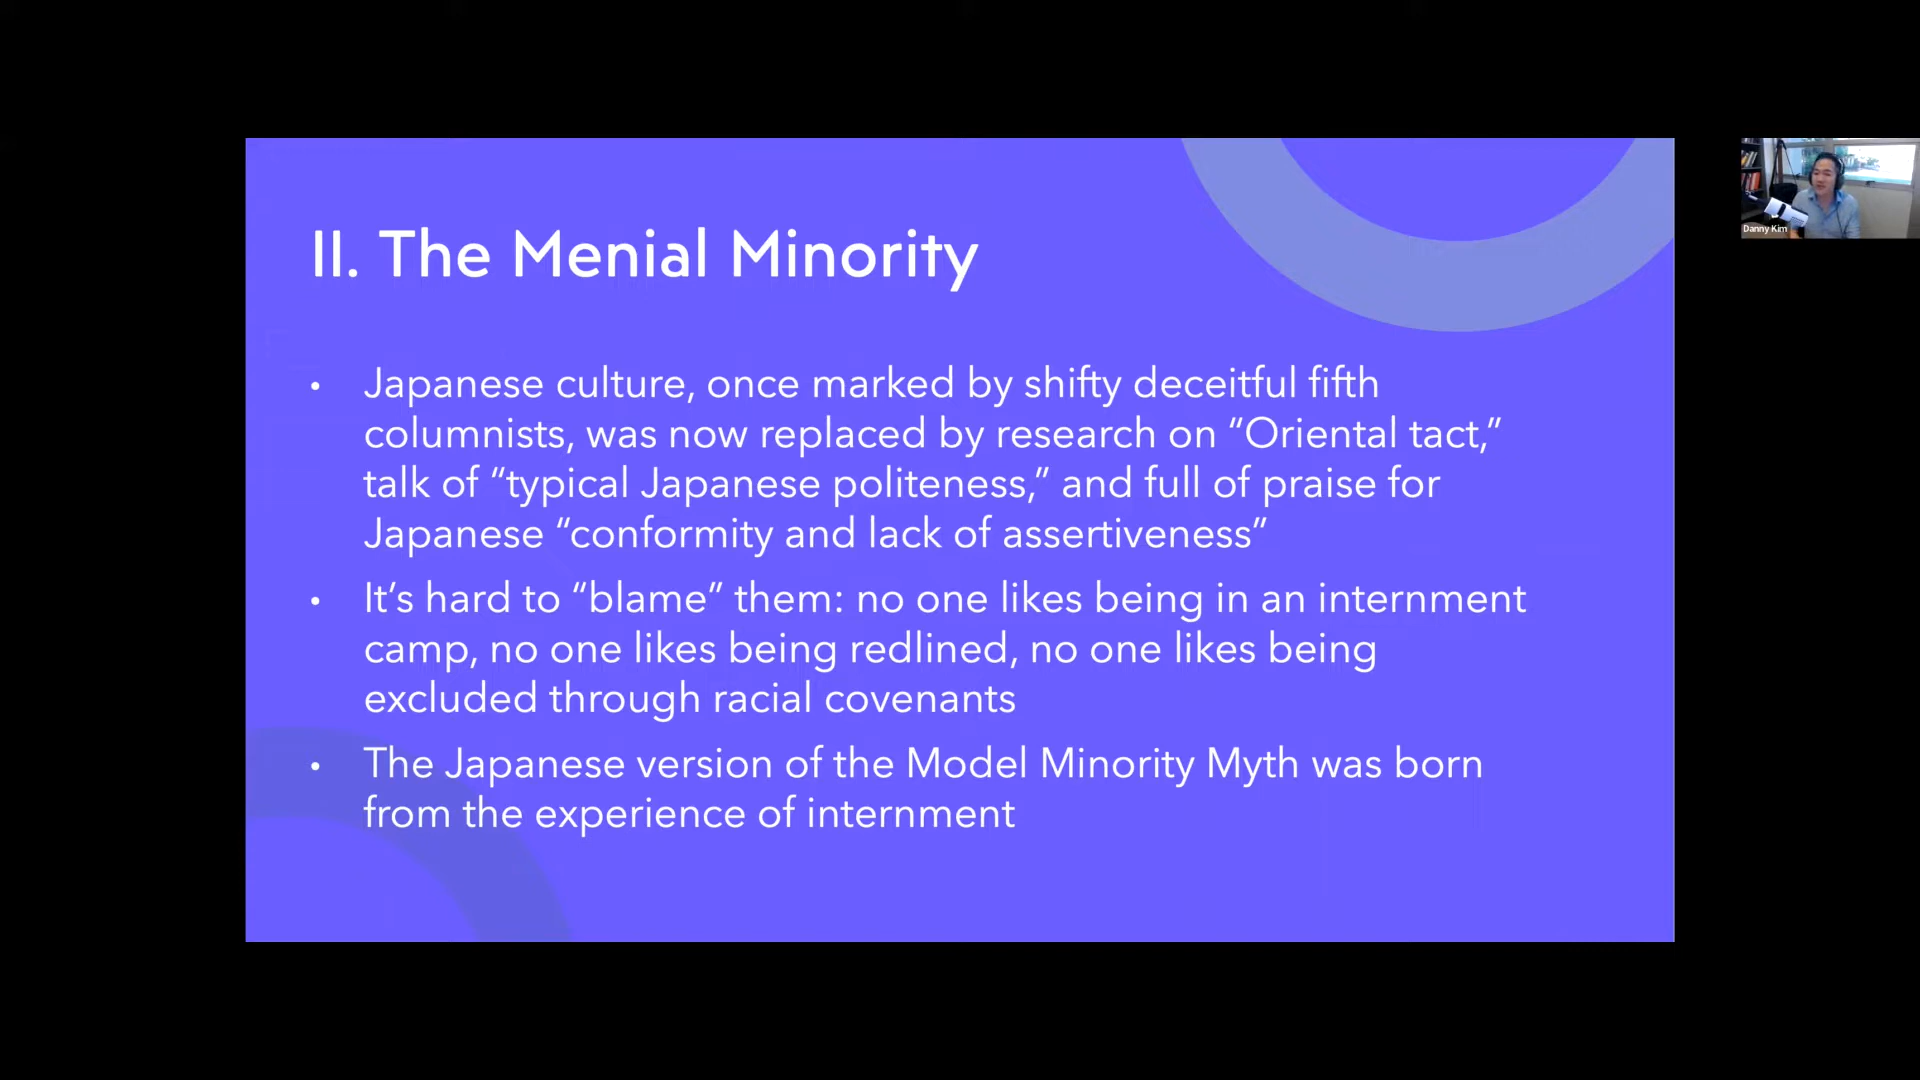 II. The Menial Minority
• Japanese culture, once marked by shifty deceitful fifth
columnists, was now replaced by research on “Oriental tact,”
talk of “typical Japanese politeness,” and full of praise for
Japanese “conformity and lack of assertiveness”
• It’s hard to “blame” them: no one likes being in an internment
camp, no one likes being redlined, no one likes being
excluded through racial covenants
• The Japanese version of the Model Minority Myth was born
from the experience of internment
Danny Kim